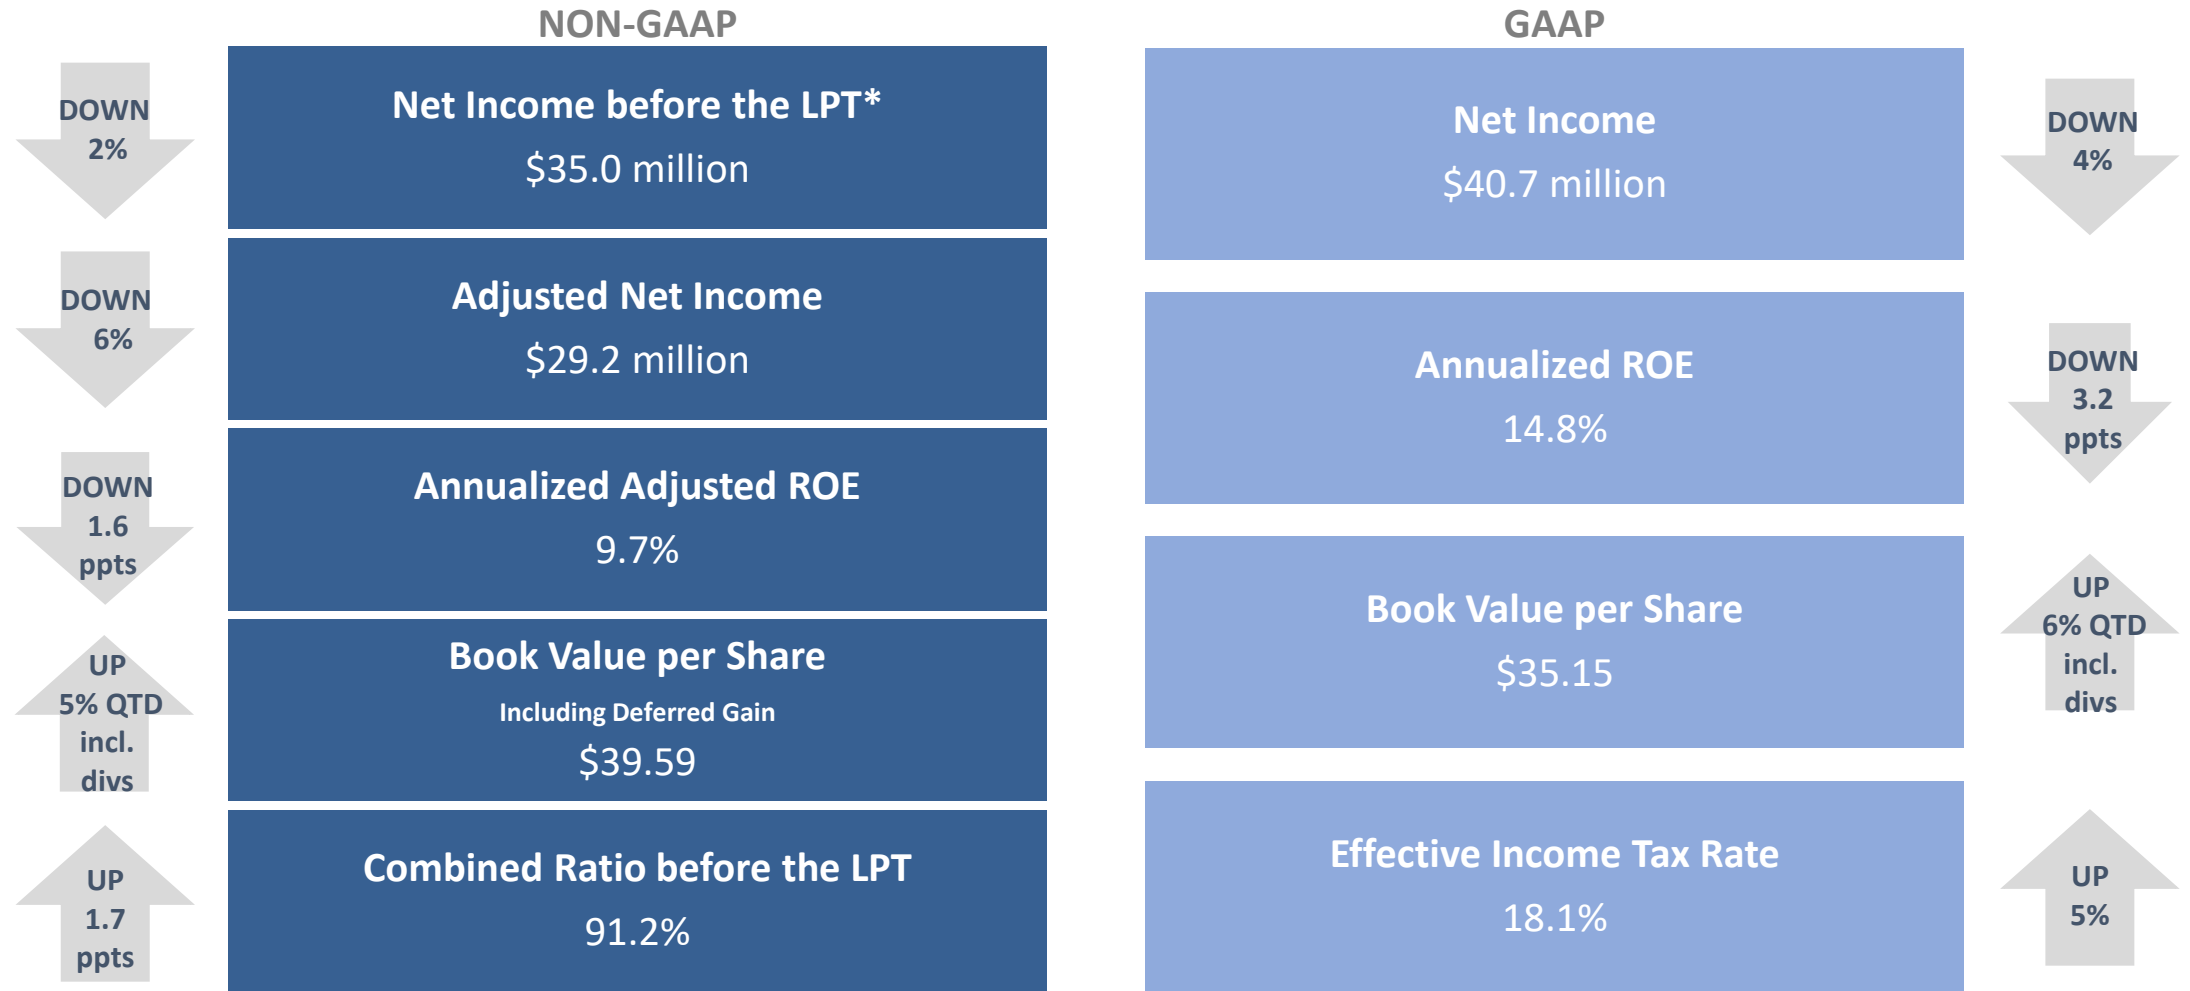 NON-GAAP
DOWN
2%
Net Income before the LPT*
$35.0 million
DOWN
6%
Adjusted Net Income
$29.2 million
DOWN
1.6
ppts
Annualized Adjusted ROE
9.7%
UP
5% QTD
incl.
divs
Book Value per Share
Including Deferred Gain
$39.59
UP
1.7
ppts
Combined Ratio before the LPT
91.2%
GAAP
Net Income
$40.7 million
DOWN
4%
Annualized ROE
14.8%
DOWN
3.2
ppts
Book Value per Share
$35.15
UP
6% QTD
incl.
divs
Effective Income Tax Rate
18.1%
UP
5%